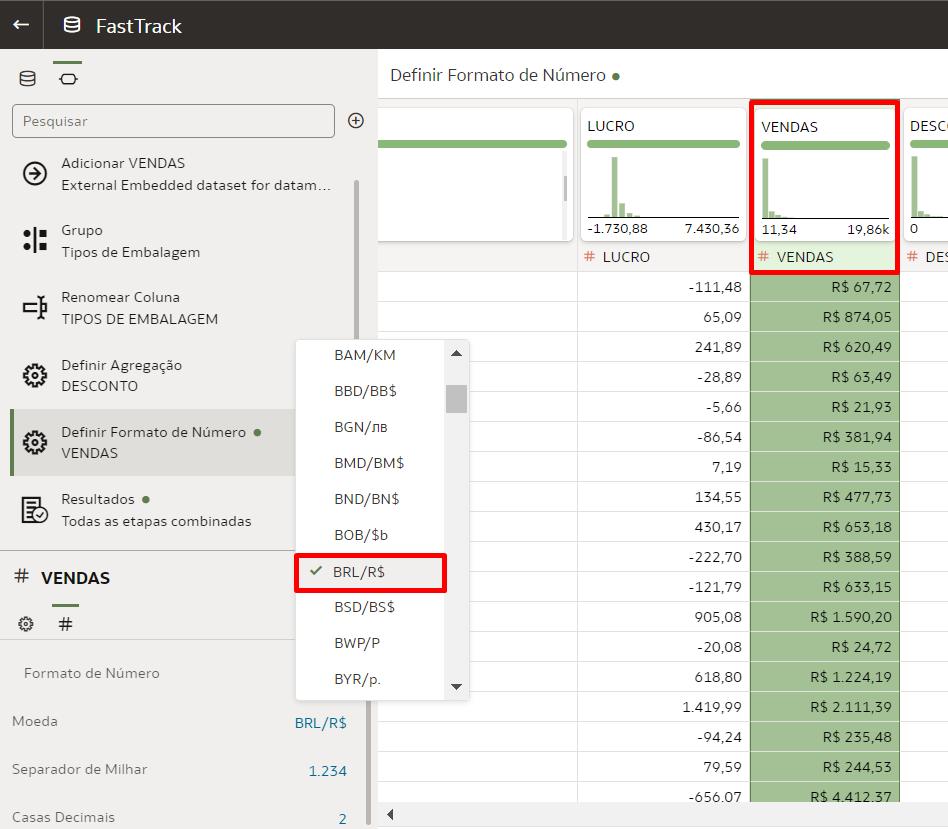 FastTrack
Pesquisar
Adicionar VENDAS
External Embedded dataset for datam...
Grupo
Tipos de Embalagem
Renomear Coluna
TIPOS DE EMBALAGEM
Definir Agregação
DESCONTO
Definir Formato de Número
VENDAS
Resultados
Todas as etapas combinadas
# VENDAS
#
Formato de Número
Moeda BRL/R$
Separador de Milhar 1.234
Casas Decimais 2
BAM/KM
BBD/BB$
BGN/лв
BMD/BM$
BND/BN$
BOB/$b
BRL/R$
BSD/BS$
BWP/P
BYR/p.
Definir Formato de Número
LUCRO VENDAS DESC
-1.730,88 7.430,36 11,34 19,86k 0
# LUCRO # VENDAS # DES
-111,48 R$ 67,72
65,09 R$ 874,05
241,89 R$ 620,49
-28,89 R$ 63,49
-5,66 R$ 21,93
-86,54 R$ 381,94
7,19 R$ 15,33
134,55 R$ 477,73
430,17 R$ 653,18
-222,70 R$ 388,59
-121,79 R$ 633,15
905,08 R$ 1.590,20
-20,08 R$ 24,72
618,80 R$ 1.224,19
1.419,99 R$ 2.111,39
-94,24 R$ 235,48
79,59 R$ 244,53
-656,07 R$ 4.412,37